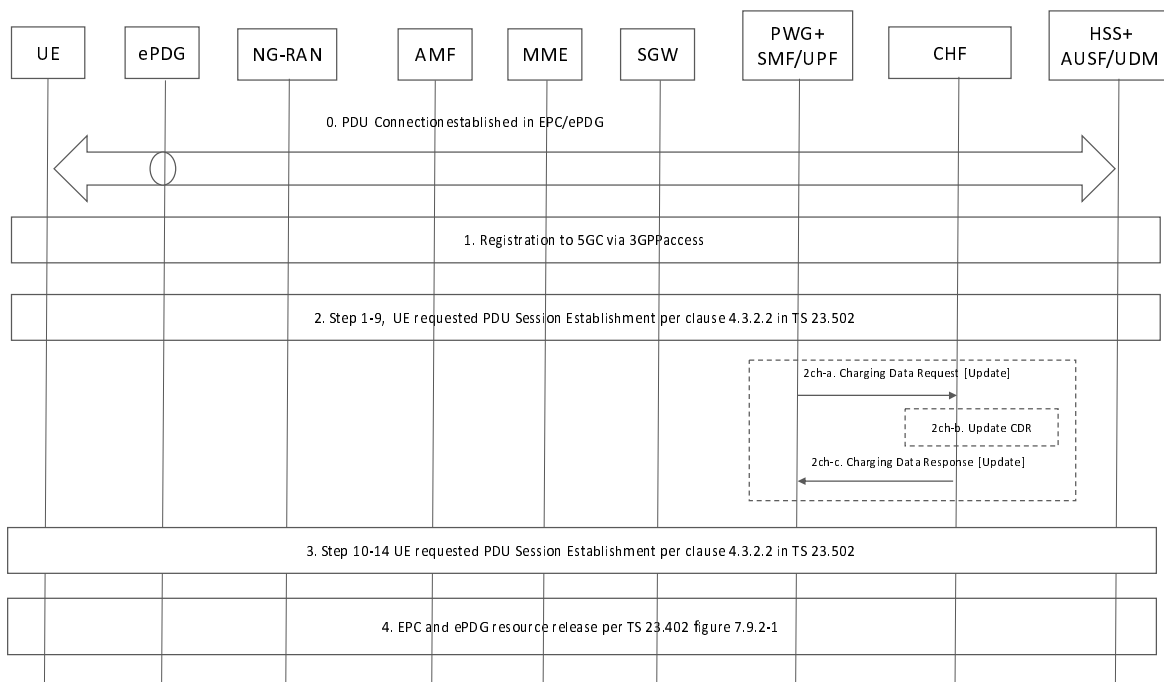 UE
ePDG
NG-RAN
AMF
MME
SGW
PWG+
SMF/UPF
CHF
HSS+
AUSF/UDM
0. PDU Connectionestablished in EPC/ePDG
1. Registration to 5GC via 3GPPaccess
2. Step 1-9, UE requested PDU Session Establishment per clause 4.3.2.2 in TS 23.502
2ch-a. Charging Data Request [Update]
2ch-b. Update CDR
2ch-c. Charging Data Response [Update]
3. Step 10-14 UE requested PDU Session Establishment per clause 4.3.2.2 in TS 23.502
4. EPC and ePDG resource release per TS 23.402 figure 7.9.2-1